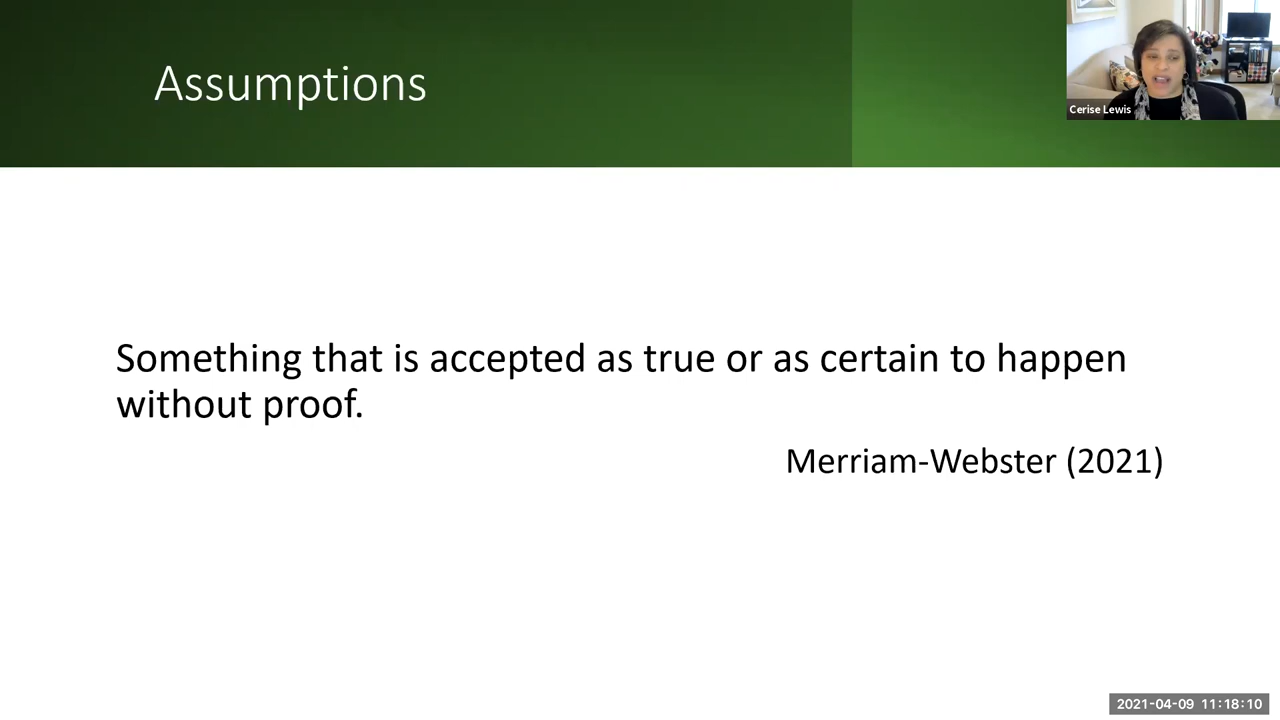 Assumptions
Cerise Lewis
Something that is accepted as true or as certain to happen
without proof.
Merriam-Webster (2021)
2021-04-09 11:18:10